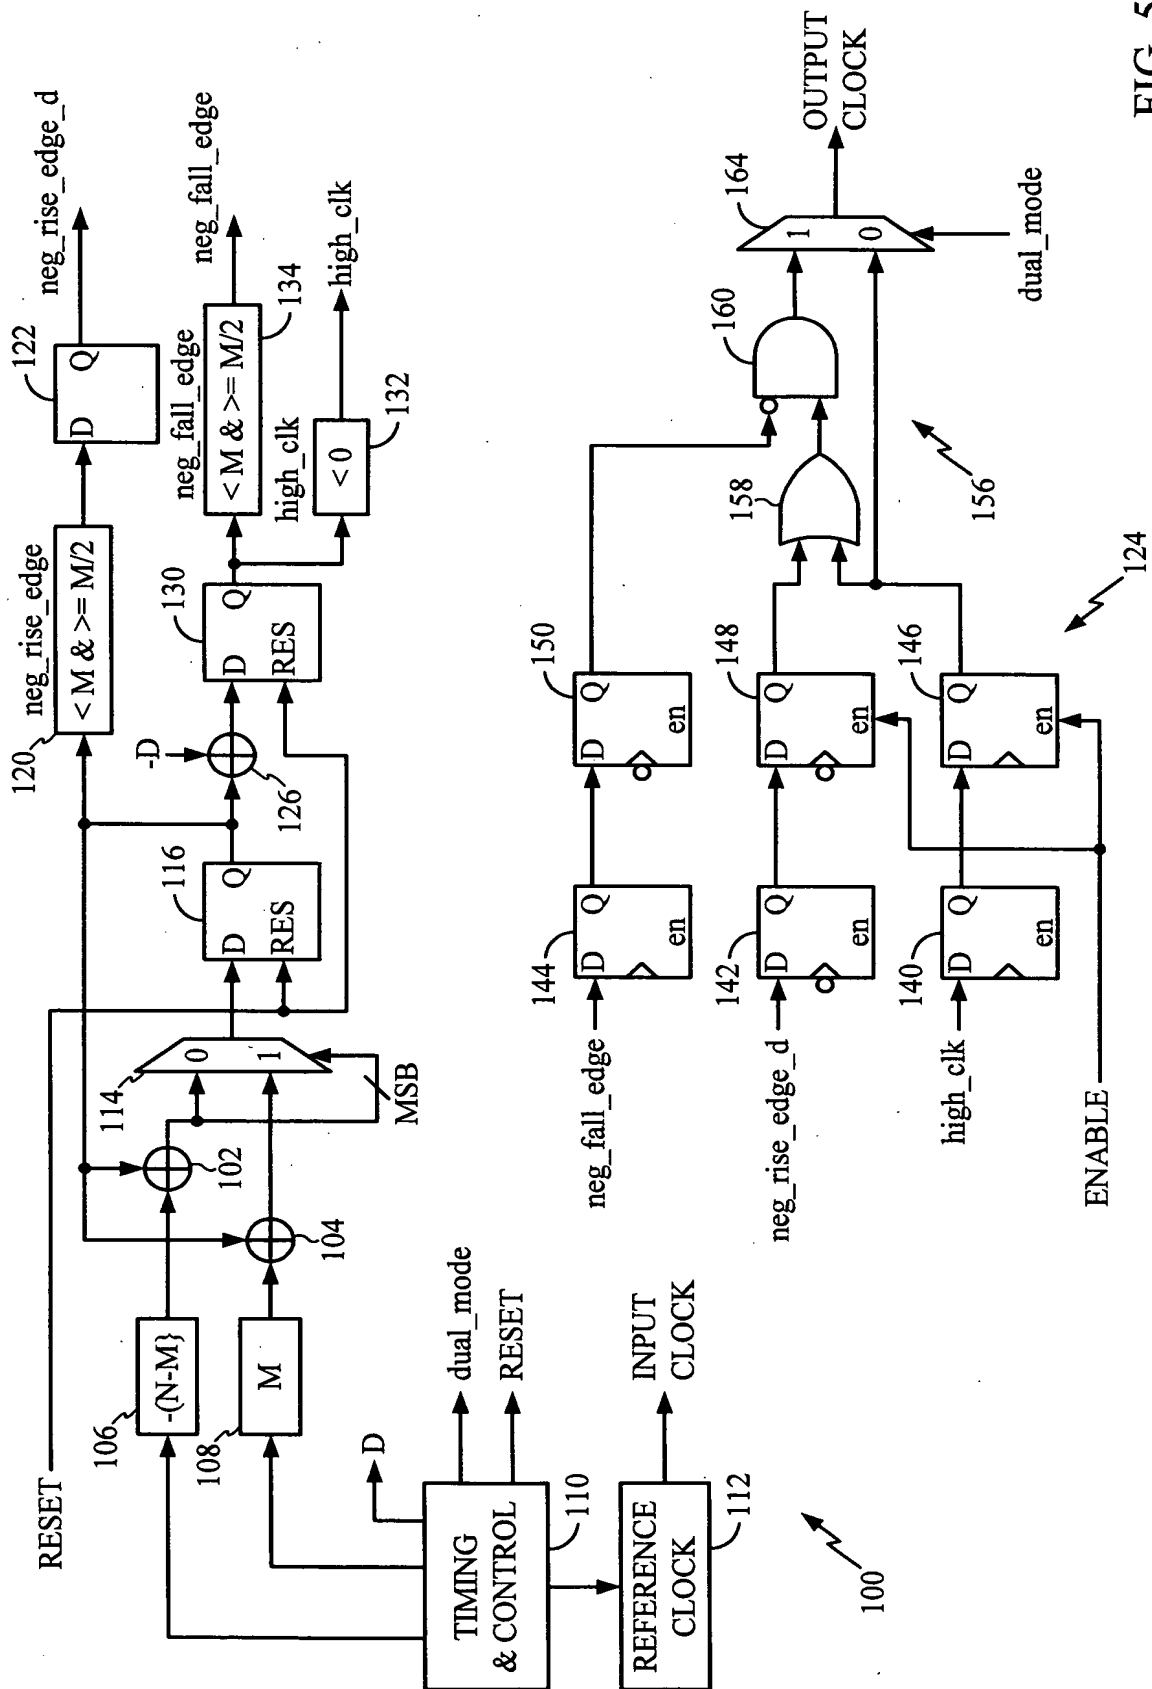 RESET
106
-(N-M}
108
M
D
TIMING
& CONTROL
110
dual_mode
RESET
REFERENCE
CLOCK
112
INPUT
CLOCK
100
102
104
114
0
1
MSB
116
D
Q
RES
-D
126
120
neg_rise_edge
< M & >= M/2
122
D
Q
neg_rise_edge_d
130
D
Q
RES
neg_fall_edge
< M & >= M/2
134
neg_fall_edge
high_clk
< 0
132
high_clk
neg_fall_edge
144
D
Q
en
150
D
Q
en
neg_rise_edge_d
142
D
Q
en
148
D
Q
en
high_clk
140
D
Q
en
146
D
Q
en
ENABLE
124
158
156
160
164
1
0
dual_mode
OUTPUT
CLOCK
FIG. 5